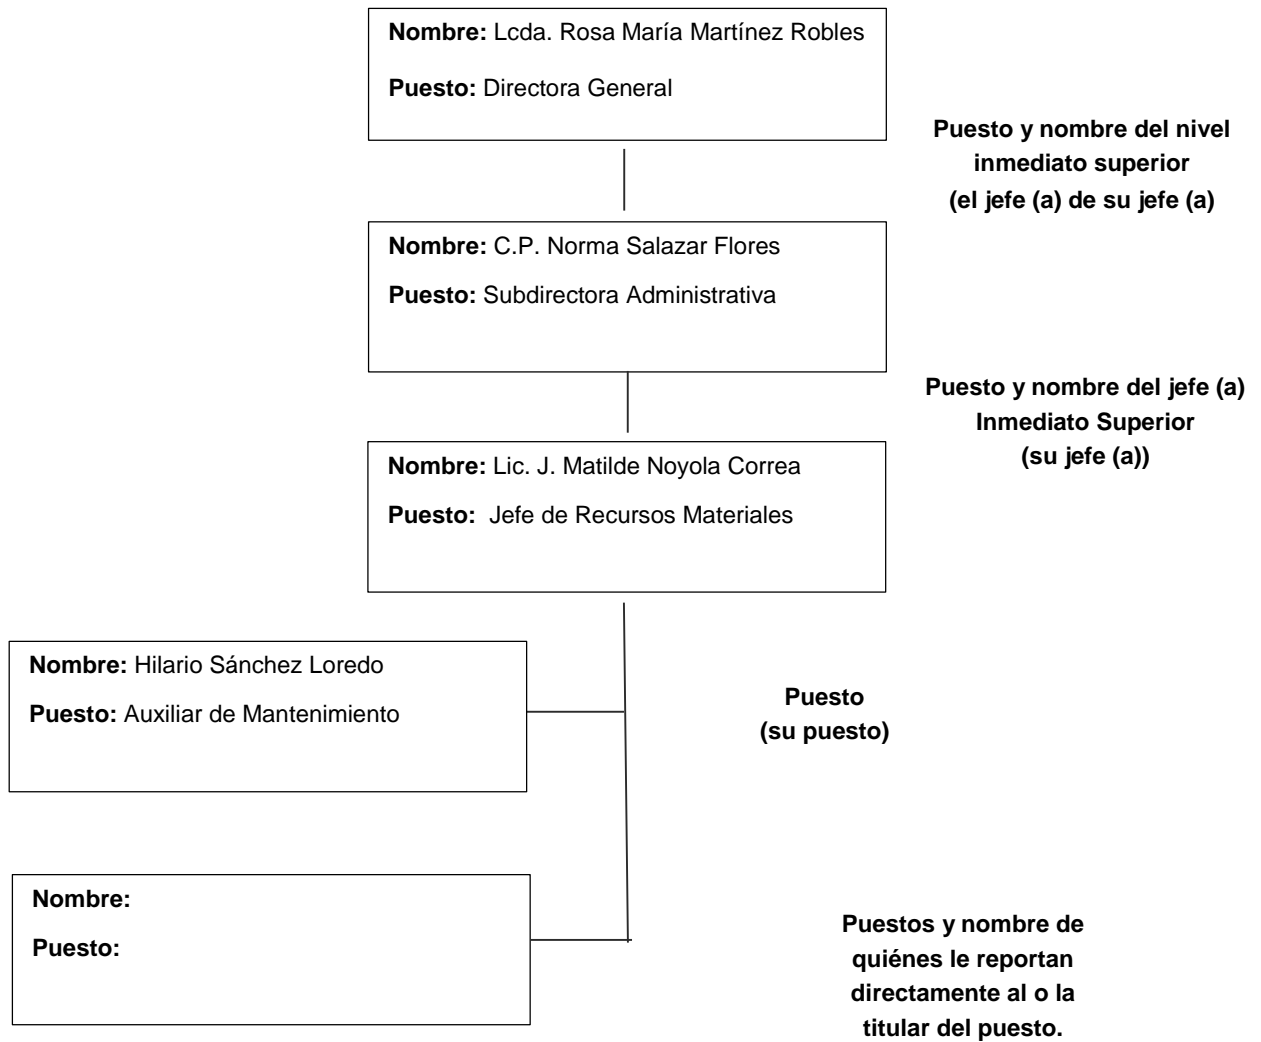 Nombre: Lcda. Rosa María Martínez Robles
Puesto: Directora General
Puesto y nombre del nivel
inmediato superior
(el jefe (a) de su jefe (a)
Nombre: C.P. Norma Salazar Flores
Puesto: Subdirectora Administrativa
Puesto y nombre del jefe (a)
Inmediato Superior
(su jefe (a))
Nombre: Lic. J. Matilde Noyola Correa
Puesto: Jefe de Recursos Materiales
Nombre: Hilario Sánchez Loredo
Puesto: Auxiliar de Mantenimiento
Puesto
(su puesto)
Nombre:
Puesto:
Puestos y nombre de
quiénes le reportan
directamente al o la
titular del puesto.